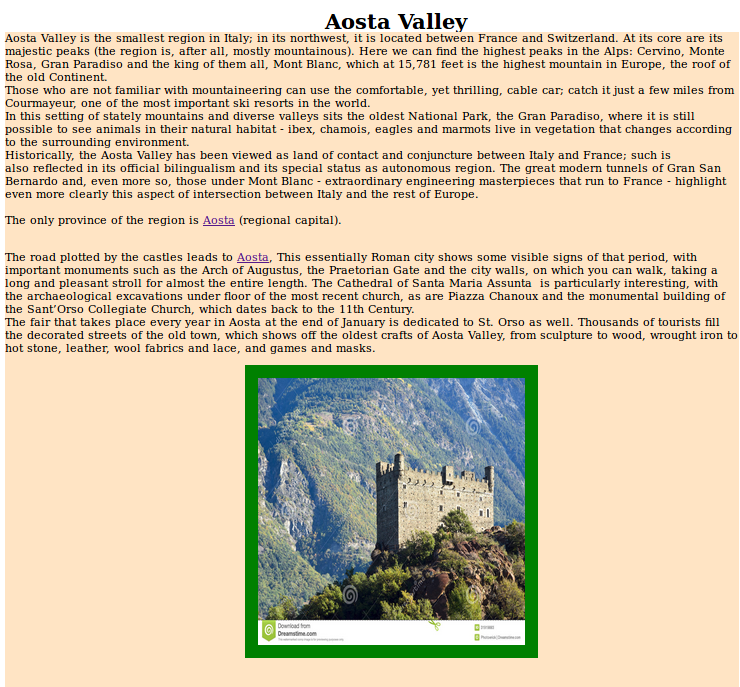 Aosta Valley
Aosta Valley is the smallest region in Italy; in its northwest, it is located between France and Switzerland. At its core are its
majestic peaks (the region is, after all, mostly mountainous). Here we can find the highest peaks in the Alps: Cervino, Monte
Rosa, Gran Paradiso and the king of them all, Mont Blanc, which at 15,781 feet is the highest mountain in Europe, the roof of
the old Continent.
Those who are not familiar with mountaineering can use the comfortable, yet thrilling, cable car; catch it just a few miles from
Courmayeur, one of the most important ski resorts in the world.
In this setting of stately mountains and diverse valleys sits the oldest National Park, the Gran Paradiso, where it is still
possible to see animals in their natural habitat - ibex, chamois, eagles and marmots live in vegetation that changes according
to the surrounding environment.
Historically, the Aosta Valley has been viewed as land of contact and conjuncture between Italy and France; such is
also reflected in its official bilingualism and its special status as autonomous region. The great modern tunnels of Gran San
Bernardo and, even more so, those under Mont Blanc - extraordinary engineering masterpieces that run to France - highlight
even more clearly this aspect of intersection between Italy and the rest of Europe.
The only province of the region is Aosta (regional capital).
The road plotted by the castles leads to Aosta, This essentially Roman city shows some visible signs of that period, with
important monuments such as the Arch of Augustus, the Praetorian Gate and the city walls, on which you can walk, taking a
long and pleasant stroll for almost the entire length. The Cathedral of Santa Maria Assunta is particularly interesting, with
the archaeological excavations under floor of the most recent church, as are Piazza Chanoux and the monumental building of
the Sant'Orso Collegiate Church, which dates back to the 11th Century.
The fair that takes place every year in Aosta at the end of January is dedicated to St. Orso as well. Thousands of tourists fill
the decorated streets of the old town, which shows off the oldest crafts of Aosta Valley, from sculpture to wood, wrought iron to
hot stone, leather, wool fabrics and lace, and games and masks.
Download from
Dreamstime.com